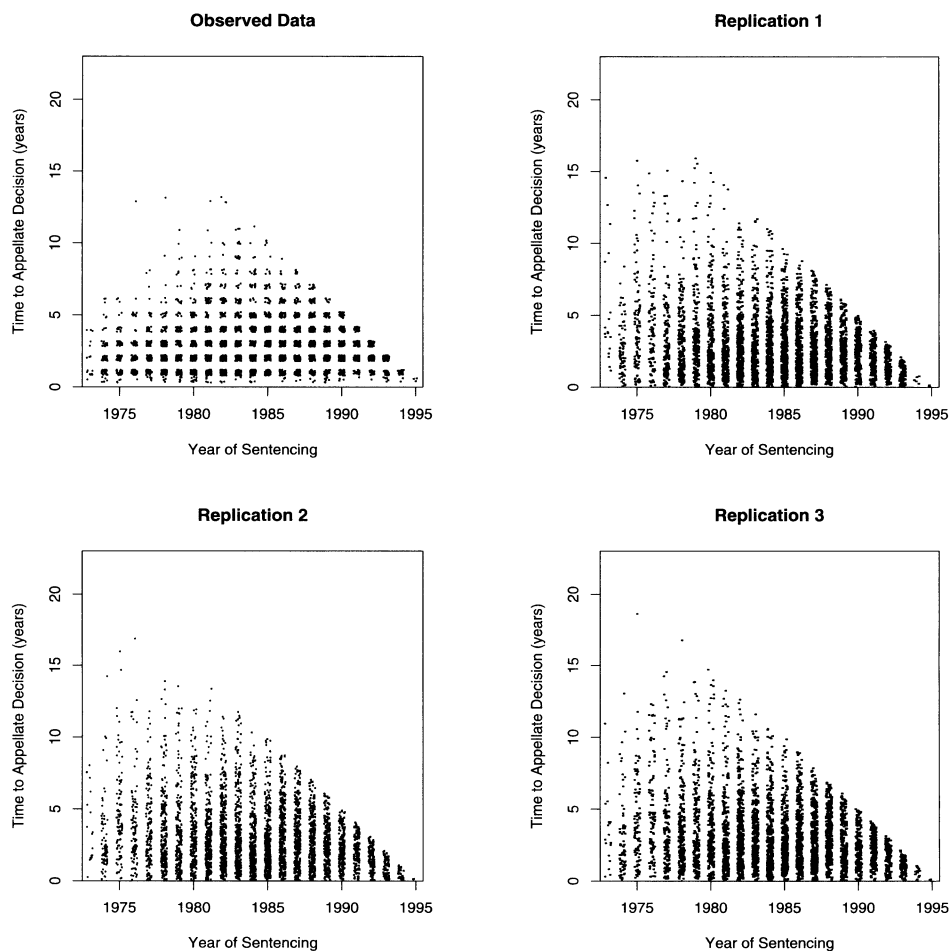 Observed Data
Time to Appellate Decision (years)
20
15
10
5
0
1975 1980 1985 1990 1995
Year of Sentencing
Replication 1
Time to Appellate Decision (years)
20
15
10
5
0
1975 1980 1985 1990 1995
Year of Sentencing
Replication 2
Time to Appellate Decision (years)
20
15
10
5
0
1975 1980 1985 1990 1995
Year of Sentencing
Replication 3
Time to Appellate Decision (years)
20
15
10
5
0
1975 1980 1985 1990 1995
Year of Sentencing